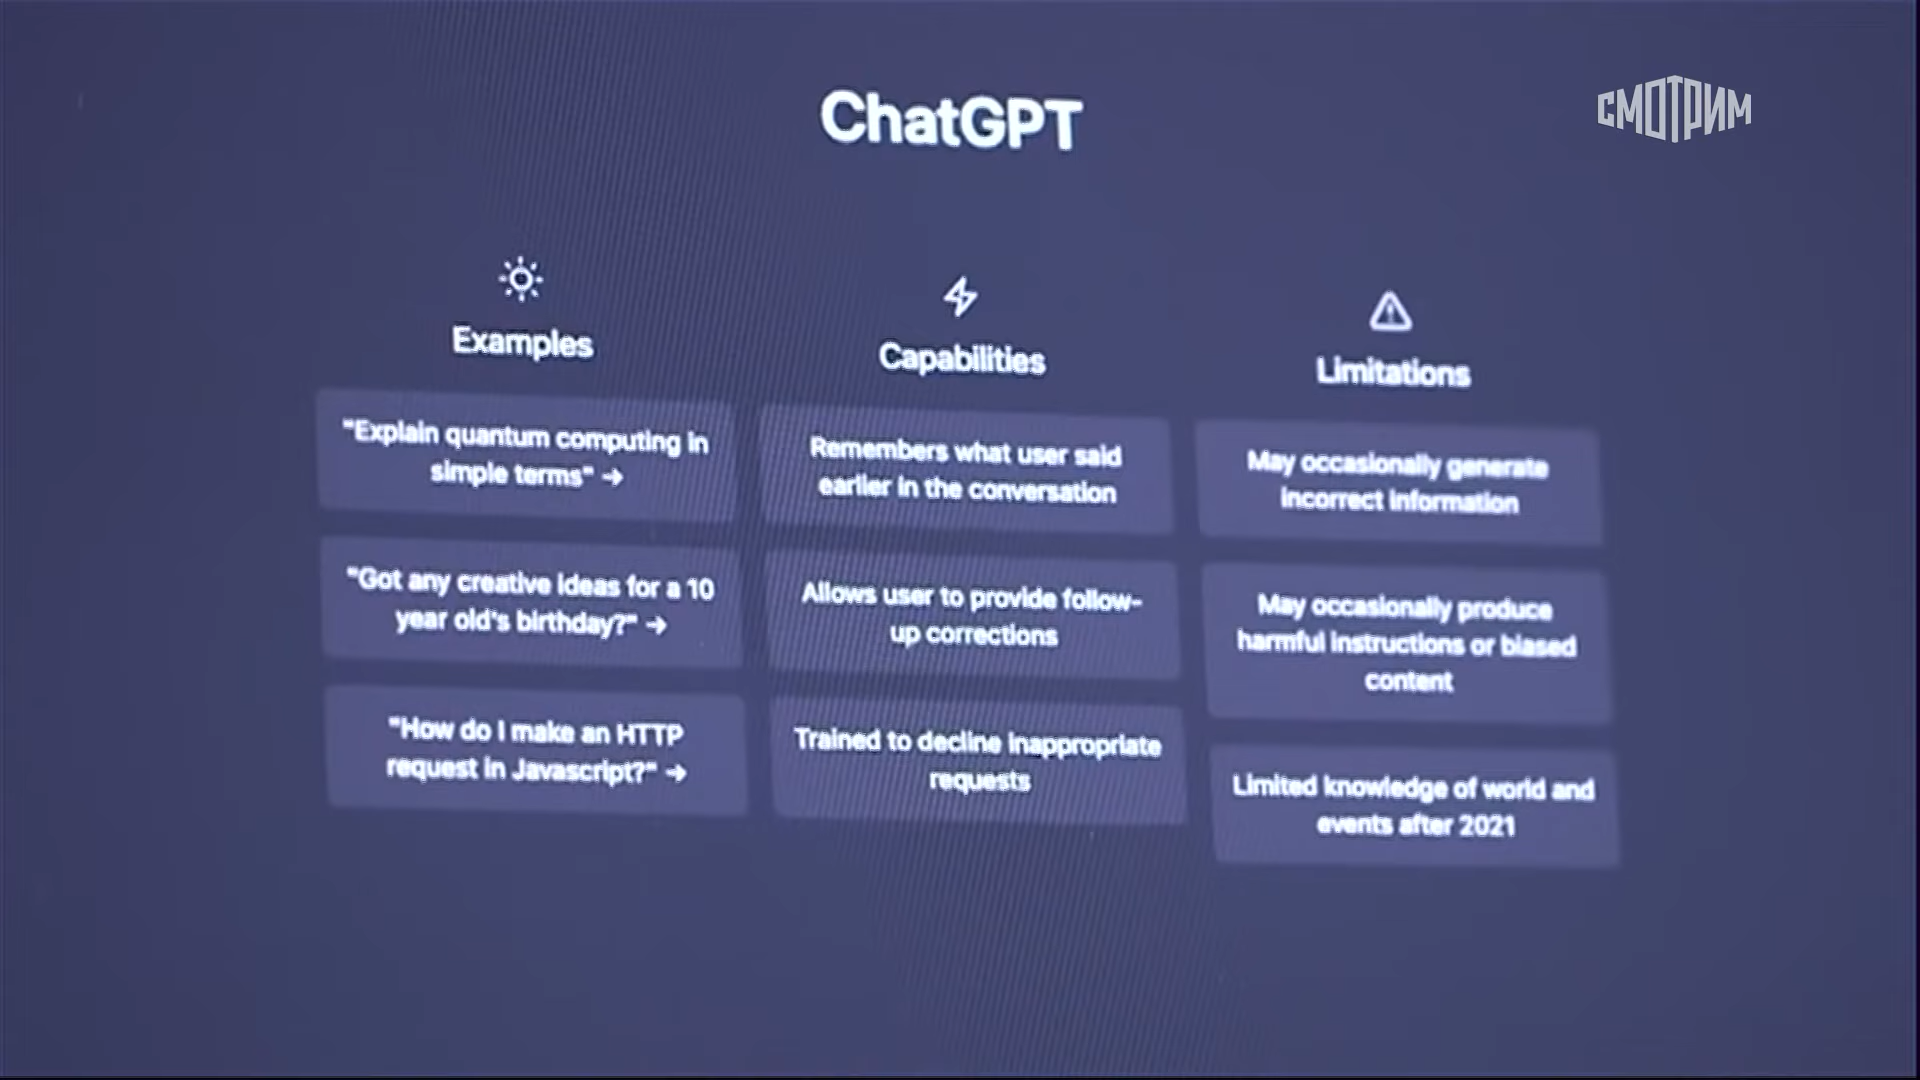 ChatGPT
СМОТРИМ
Examples
"Explain quantum computing in
simple terms" →
"Got any creative ideas for a 10
year old's birthday?" →
"How do I make an HTTP
request in Javascript?" →
Capabilities
Remembers what user said
earlier in the conversation
Allows user to provide follow-
up corrections
Trained to decline inappropriate
requests
Limitations
May occasionally generate
incorrect information
May occasionally produce
harmful instructions or biased
content
Limited knowledge of world and
events after 2021